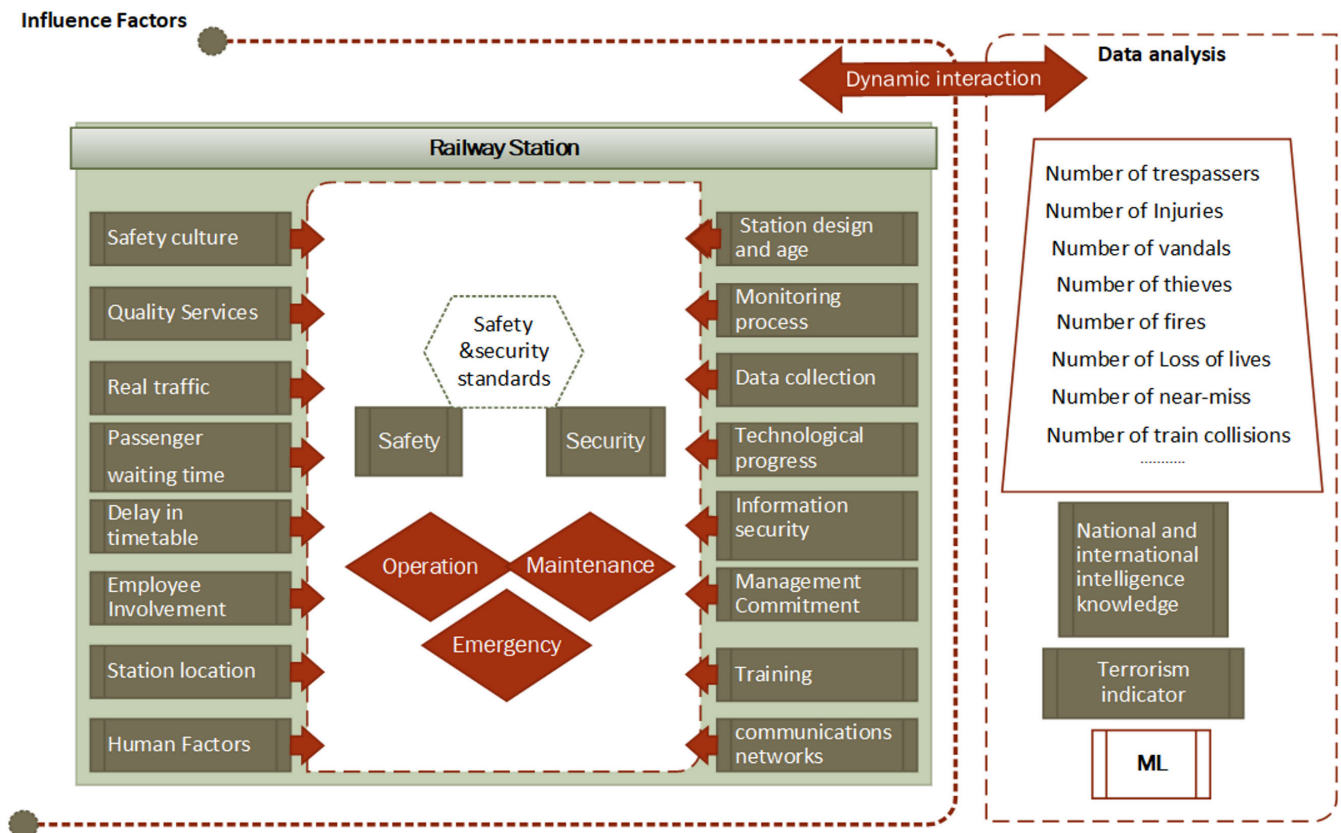 Influence Factors
Data analysis
Dynamic interaction
Railway Station
Safety culture
Quality Services
Real traffic
Passenger
waiting time
Delay in
timetable
Employee
Involvement
Station location
Human Factors
Safety
&security
standards
Safety
Security
Operation
Maintenance
Emergency
Station design
and age
Monitoring
process
Data collection
Technological
progress
Information
security
Management
Commitment
Training
communications
networks
Number of trespassers
Number of Injuries
Number of vandals
Number of thieves
Number of fires
Number of Loss of lives
Number of near-miss
Number of train collisions
...........
National and
international
intelligence
knowledge
Terrorism
indicator
ML